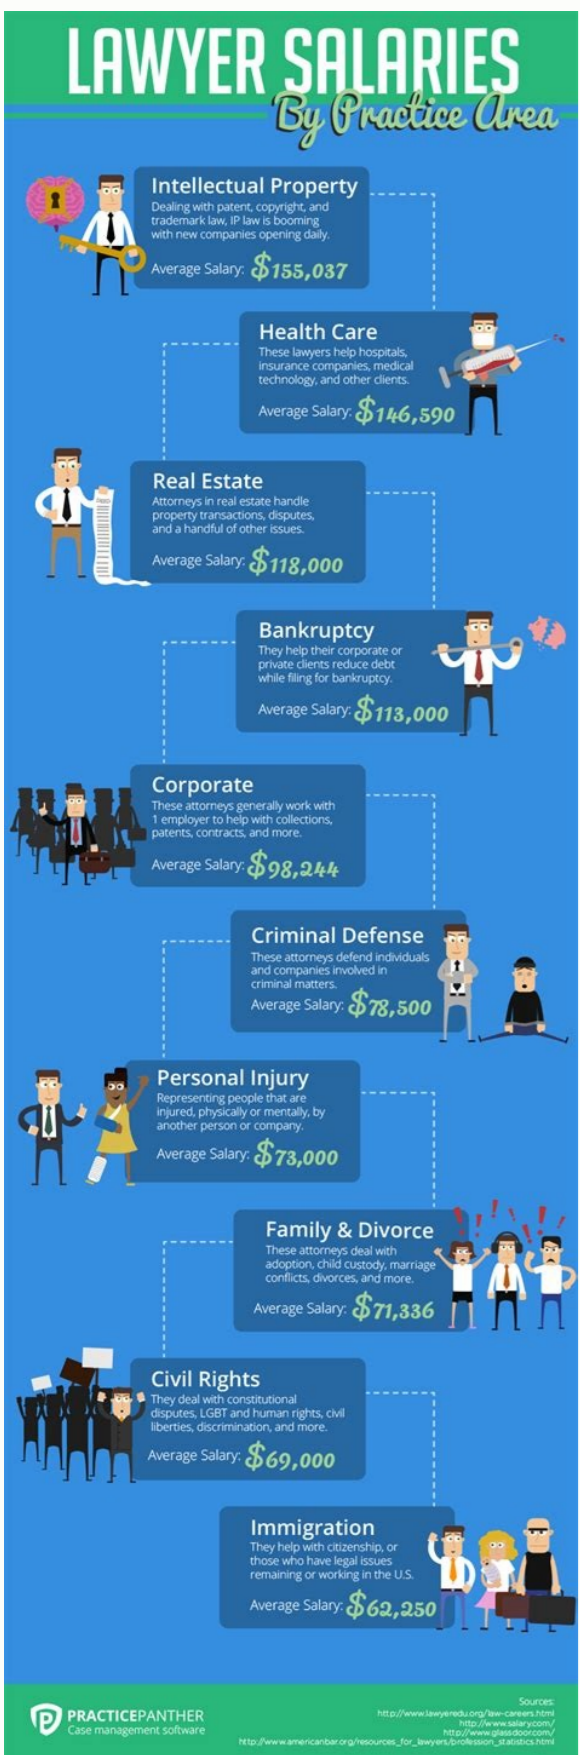 LAWYER SALARIES
By Practice Area
Intellectual Property
Dealing with patent, copyright, and
trademark law, IP law is booming
with new companies opening daily.
Average Salary: $155,037
Health Care
These lawyers help hospitals,
insurance companies, medical
technology, and other clients.
Average Salary: $146,590
Real Estate
Attorneys in real estate handle
property transactions, disputes,
and a handful of other issues.
Average Salary: $118,000
Bankruptcy
They help their corporate or
private clients reduce debt
while filing for bankruptcy.
Average Salary: $113,000
Corporate
These attorneys generally work with
1 employer to help with collections,
patents, contracts, and more.
Average Salary: $98,244
Criminal Defense
These attorneys defend individuals
and companies involved in
criminal matters.
Average Salary: $78,500
Personal Injury
Representing people that are
injured, physically or mentally, by
another person or company.
Average Salary: $73,000
Family & Divorce
These attorneys deal with
adoption, child custody, marriage
conflicts, divorces, and more.
Average Salary: $71,336
Civil Rights
They deal with constitutional
disputes, LGBT and human rights, civil
liberties, discrimination, and more.
Average Salary: $69,000
Immigration
They help with citizenship, or
those who have legal issues
remaining or working in the U.S.
Average Salary: $62,250
PRACTICEPANTHER
Case management software
Sources:
http://www.lawyeredu.org/law-careers.html
http://www.salary.com/
http://www.glassdoor.com/
http://www.americanbar.org/resources_for_lawyers/profession_statistics.html